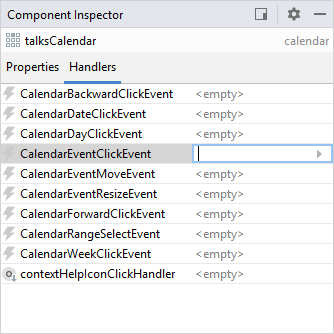 Component Inspector
talksCalendar calendar
Properties Handlers
CalendarBackwardClickEvent <empty>
CalendarDateClickEvent <empty>
CalendarDayClickEvent <empty>
CalendarEventClickEvent
CalendarEventMoveEvent <empty>
CalendarEventResizeEvent <empty>
CalendarForwardClickEvent <empty>
CalendarRangeSelectEvent <empty>
CalendarWeekClickEvent <empty>
contextHelpIconClickHandler <empty>